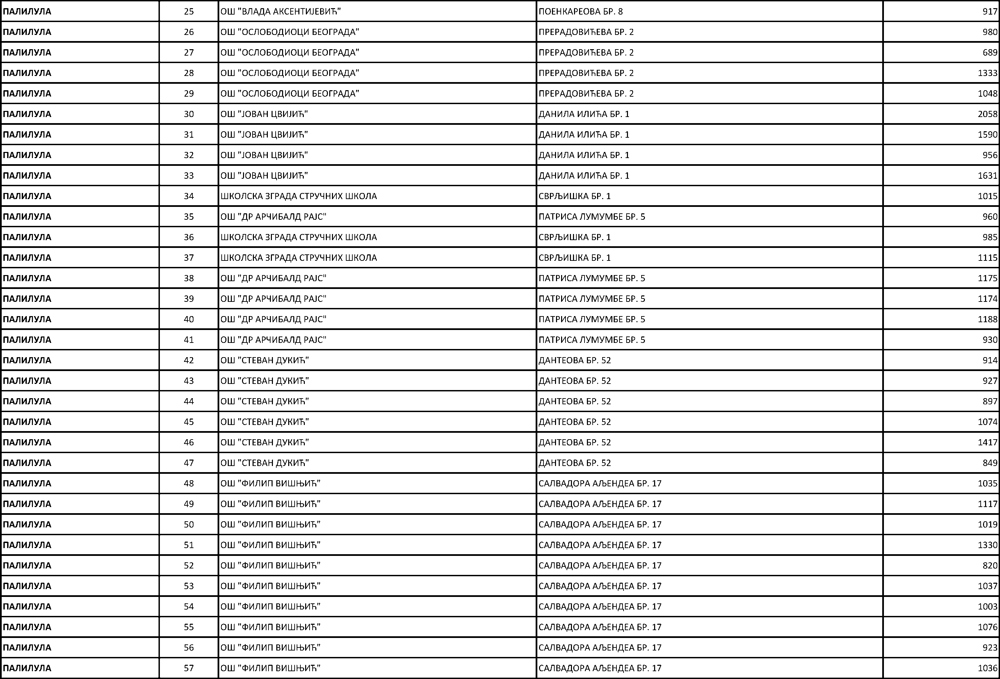 ПАЛИЛУЛА 25 ОШ "ВЛАДА АКСЕНТИЈЕВИЋ" ПОЕНКАРЕОВА БР. 8 917
ПАЛИЛУЛА 26 ОШ "ОСЛОБОДИОЦИ БЕОГРАДА" ПРЕРАДОВИЋЕВА БР. 2 980
ПАЛИЛУЛА 27 ОШ "ОСЛОБОДИОЦИ БЕОГРАДА" ПРЕРАДОВИЋЕВА БР. 2 689
ПАЛИЛУЛА 28 ОШ "ОСЛОБОДИОЦИ БЕОГРАДА" ПРЕРАДОВИЋЕВА БР. 2 1333
ПАЛИЛУЛА 29 ОШ "ОСЛОБОДИОЦИ БЕОГРАДА" ПРЕРАДОВИЋЕВА БР. 2 1048
ПАЛИЛУЛА 30 ОШ "ЈОВАН ЦВИЈИЋ" ДАНИЛА ИЛИЋА БР. 1 2058
ПАЛИЛУЛА 31 ОШ "ЈОВАН ЦВИЈИЋ" ДАНИЛА ИЛИЋА БР. 1 1590
ПАЛИЛУЛА 32 ОШ "ЈОВАН ЦВИЈИЋ" ДАНИЛА ИЛИЋА БР. 1 956
ПАЛИЛУЛА 33 ОШ "ЈОВАН ЦВИЈИЋ" ДАНИЛА ИЛИЋА БР. 1 1631
ПАЛИЛУЛА 34 ШКОЛСКА ЗГРАДА СТРУЧНИХ ШКОЛА СВРЉИШКА БР. 1 1015
ПАЛИЛУЛА 35 ОШ "ДР АРЧИБАЛД РАЈС" ПАТРИСА ЛУМУМБЕ БР. 5 960
ПАЛИЛУЛА 36 ШКОЛСКА ЗГРАДА СТРУЧНИХ ШКОЛА СВРЉИШКА БР. 1 985
ПАЛИЛУЛА 37 ШКОЛСКА ЗГРАДА СТРУЧНИХ ШКОЛА СВРЉИШКА БР. 1 1115
ПАЛИЛУЛА 38 ОШ "ДР АРЧИБАЛД РАЈС" ПАТРИСА ЛУМУМБЕ БР. 5 1175
ПАЛИЛУЛА 39 ОШ "ДР АРЧИБАЛД РАЈС" ПАТРИСА ЛУМУМБЕ БР. 5 1174
ПАЛИЛУЛА 40 ОШ "ДР АРЧИБАЛД РАЈС" ПАТРИСА ЛУМУМБЕ БР. 5 1188
ПАЛИЛУЛА 41 ОШ "ДР АРЧИБАЛД РАЈС" ПАТРИСА ЛУМУМБЕ БР. 5 930
ПАЛИЛУЛА 42 ОШ "СТЕВАН ДУКИЋ" ДАНТЕОВА БР. 52 914
ПАЛИЛУЛА 43 ОШ "СТЕВАН ДУКИЋ" ДАНТЕОВА БР. 52 927
ПАЛИЛУЛА 44 ОШ "СТЕВАН ДУКИЋ" ДАНТЕОВА БР. 52 897
ПАЛИЛУЛА 45 ОШ "СТЕВАН ДУКИЋ" ДАНТЕОВА БР. 52 1074
ПАЛИЛУЛА 46 ОШ "СТЕВАН ДУКИЋ" ДАНТЕОВА БР. 52 1417
ПАЛИЛУЛА 47 ОШ "СТЕВАН ДУКИЋ" ДАНТЕОВА БР. 52 849
ПАЛИЛУЛА 48 ОШ "ФИЛИП ВИШЊИЋ" САЛВАДОРА АЉЕНДЕА БР. 17 1035
ПАЛИЛУЛА 49 ОШ "ФИЛИП ВИШЊИЋ" САЛВАДОРА АЉЕНДЕА БР. 17 1117
ПАЛИЛУЛА 50 ОШ "ФИЛИП ВИШЊИЋ" САЛВАДОРА АЉЕНДЕА БР. 17 1019
ПАЛИЛУЛА 51 ОШ "ФИЛИП ВИШЊИЋ" САЛВАДОРА АЉЕНДЕА БР. 17 1330
ПАЛИЛУЛА 52 ОШ "ФИЛИП ВИШЊИЋ" САЛВАДОРА АЉЕНДЕА БР. 17 820
ПАЛИЛУЛА 53 ОШ "ФИЛИП ВИШЊИЋ" САЛВАДОРА АЉЕНДЕА БР. 17 1037
ПАЛИЛУЛА 54 ОШ "ФИЛИП ВИШЊИЋ" САЛВАДОРА АЉЕНДЕА БР. 17 1003
ПАЛИЛУЛА 55 ОШ "ФИЛИП ВИШЊИЋ" САЛВАДОРА АЉЕНДЕА БР. 17 1076
ПАЛИЛУЛА 56 ОШ "ФИЛИП ВИШЊИЋ" САЛВАДОРА АЉЕНДЕА БР. 17 923
ПАЛИЛУЛА 57 ОШ "ФИЛИП ВИШЊИЋ" САЛВАДОРА АЉЕНДЕА БР. 17 1036